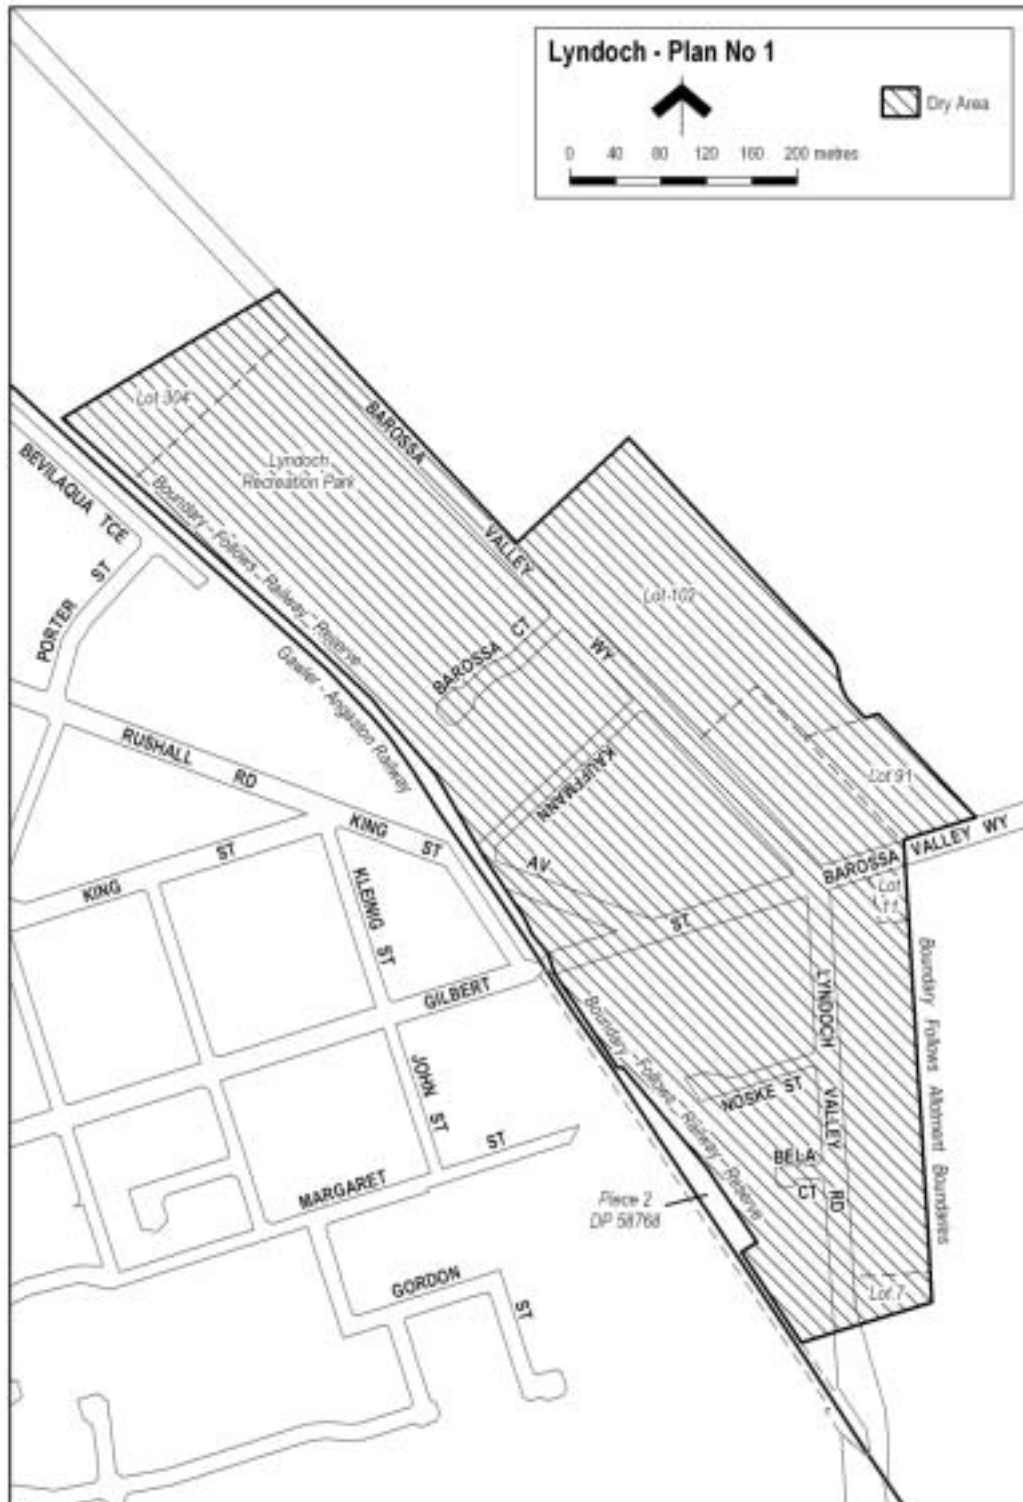 Lyndoch - Plan No 1
Dry Area
0 40 80 120 160 200 metres
Lot 304
BAROSSA
Lyndoch
Recreation Park
BEVILAQUA TCE
Boundary - Follows - Railway - Reserve
VALLEY
PORTER ST
Lot 102
BAROSSA CT
WY
Gawler - Angaston Railway
RUSHALL RD
KAUFFMANN
Lot 91
KING ST
KING ST
AV
BAROSSA VALLEY WY
KLEINIG ST
Lot
11
ST
GILBERT
LYNDOCH
Boundary Follows Allotment Boundaries
Boundary - Follows - Railway - Reserve
JOHN ST
NOSKE ST
VALLEY
ST
BELA
MARGARET
CT
RD
Piece 2
DP 58768
GORDON
Lot 7
ST